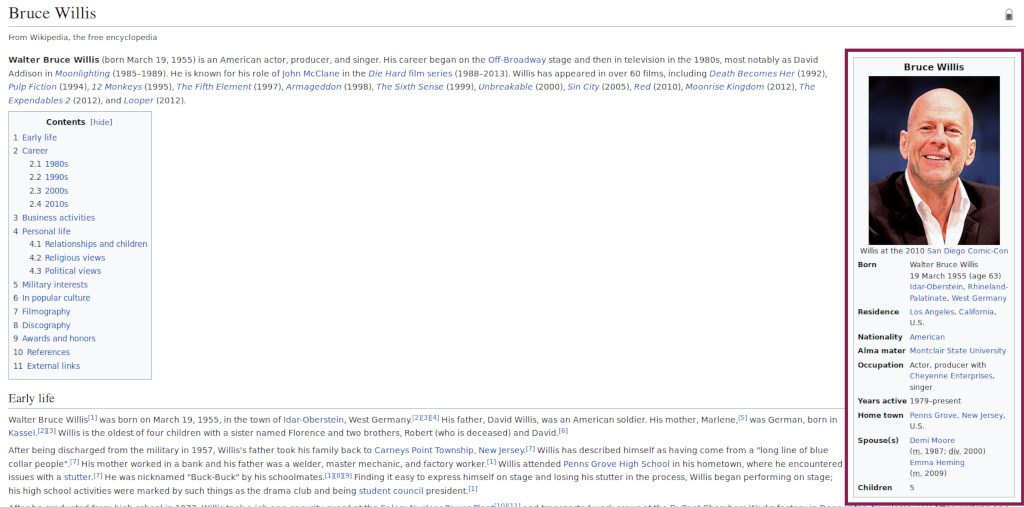 Bruce Willis
From Wikipedia, the free encyclopedia
Walter Bruce Willis (born March 19, 1955) is an American actor, producer, and singer. His career began on the Off-Broadway stage and then in television in the 1980s, most notably as David
Addison in Moonlighting (1985–1989). He is known for his role of John McClane in the Die Hard film series (1988–2013). Willis has appeared in over 60 films, including Death Becomes Her (1992),
Pulp Fiction (1994), 12 Monkeys (1995), The Fifth Element (1997), Armageddon (1998), The Sixth Sense (1999), Unbreakable (2000), Sin City (2005), Red (2010), Moonrise Kingdom (2012), The
Expendables 2 (2012), and Looper (2012).
Contents [hide]
1 Early life
2 Career
2.1 1980s
2.2 1990s
2.3 2000s
2.4 2010s
3 Business activities
4 Personal life
4.1 Relationships and children
4.2 Religious views
4.3 Political views
5 Military interests
6 In popular culture
7 Filmography
8 Discography
9 Awards and honors
10 References
11 External links
Early life
Walter Bruce Willis[1] was born on March 19, 1955, in the town of Idar-Oberstein, West Germany.[2][3][4] His father, David Willis, was an American soldier. His mother, Marlene,[5] was German, born in
Kassel.[2][3] Willis is the oldest of four children with a sister named Florence and two brothers, Robert (who is deceased) and David.[6]
After being discharged from the military in 1957, Willis's father took his family back to Carneys Point Township, New Jersey.[7] Willis has described himself as having come from a "long line of blue
collar people".[7] His mother worked in a bank and his father was a welder, master mechanic, and factory worker.[1] Willis attended Penns Grove High School in his hometown, where he encountered
issues with a stutter.[7] He was nicknamed "Buck-Buck" by his schoolmates.[1][8][9] Finding it easy to express himself on stage and losing his stutter in the process, Willis began performing on stage;
his high school activities were marked by such things as the drama club and being student council president.[1]
Bruce Willis
Willis at the 2010 San Diego Comic-Con
Born Walter Bruce Willis
19 March 1955 (age 63)
Idar-Oberstein, Rhineland-
Palatinate, West Germany
Residence Los Angeles, California,
U.S.
Nationality American
Alma mater Montclair State University
Occupation Actor, producer with
Cheyenne Enterprises,
singer
Years active 1979–present
Home town Penns Grove, New Jersey,
U.S.
Spouse(s) Demi Moore
(m. 1987; div. 2000)
Emma Heming
(m. 2009)
Children 5